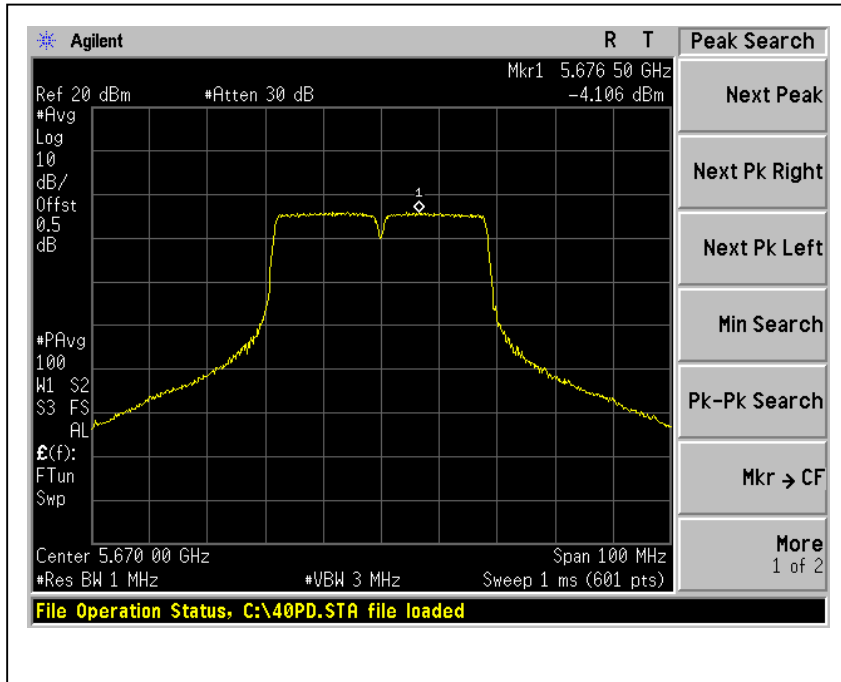 Agilent R T Peak Search
Mkr1 5.676 50 GHz
Ref 20 dBm #Atten 30 dB -4.106 dBm
#Avg
Log
10
dB/
Offst
0.5
dB
1
#PAvg
100
W1 S2
S3 FS
AL
£(f):
FTun
Swp
Center 5.670 00 GHz Span 100 MHz
#Res BW 1 MHz #VBW 3 MHz Sweep 1 ms (601 pts)
File Operation Status, C:\40PD.STA file loaded
Next Peak
Next Pk Right
Next Pk Left
Min Search
Pk-Pk Search
Mkr → CF
More
1 of 2